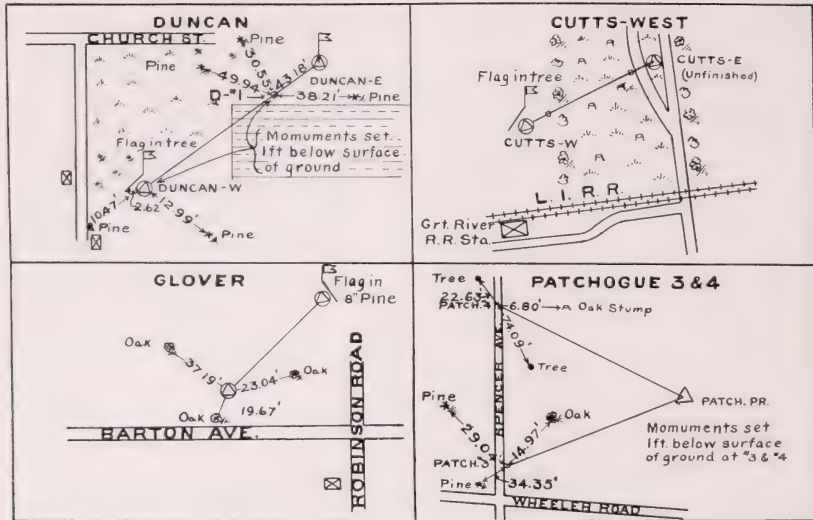 DUNCAN
CHURCH ST.
Pine
Pine
30.55'
49.94'
43.18'
DUNCAN-E
D-#1
38.21'
Pine
Flag in tree
Momuments set
1ft below surface
of ground
DUNCAN-W
10.47'
2.62'
12.99'
Pine
Pine
CUTTS-WEST
CUTTS-E
(Unfinished)
Flag in tree
CUTTS-W
L. I. R. R.
Grt. River
R.R. Sta.
GLOVER
Flag in
8" Pine
Oak
37.19'
Oak
23.04'
Oak
19.67'
BARTON AVE.
ROBINSON ROAD
PATCHOGUE 3 & 4
Tree
22.63'
PATCH. 4
6.80'
Oak Stump
74.09'
Tree
SPENCER AVE.
PATCH. PR.
Pine
Oak
29.04'
14.97'
Momuments set
1ft. below surface
of ground at #3 & #4
PATCH. 3
Pine
34.35'
WHEELER ROAD